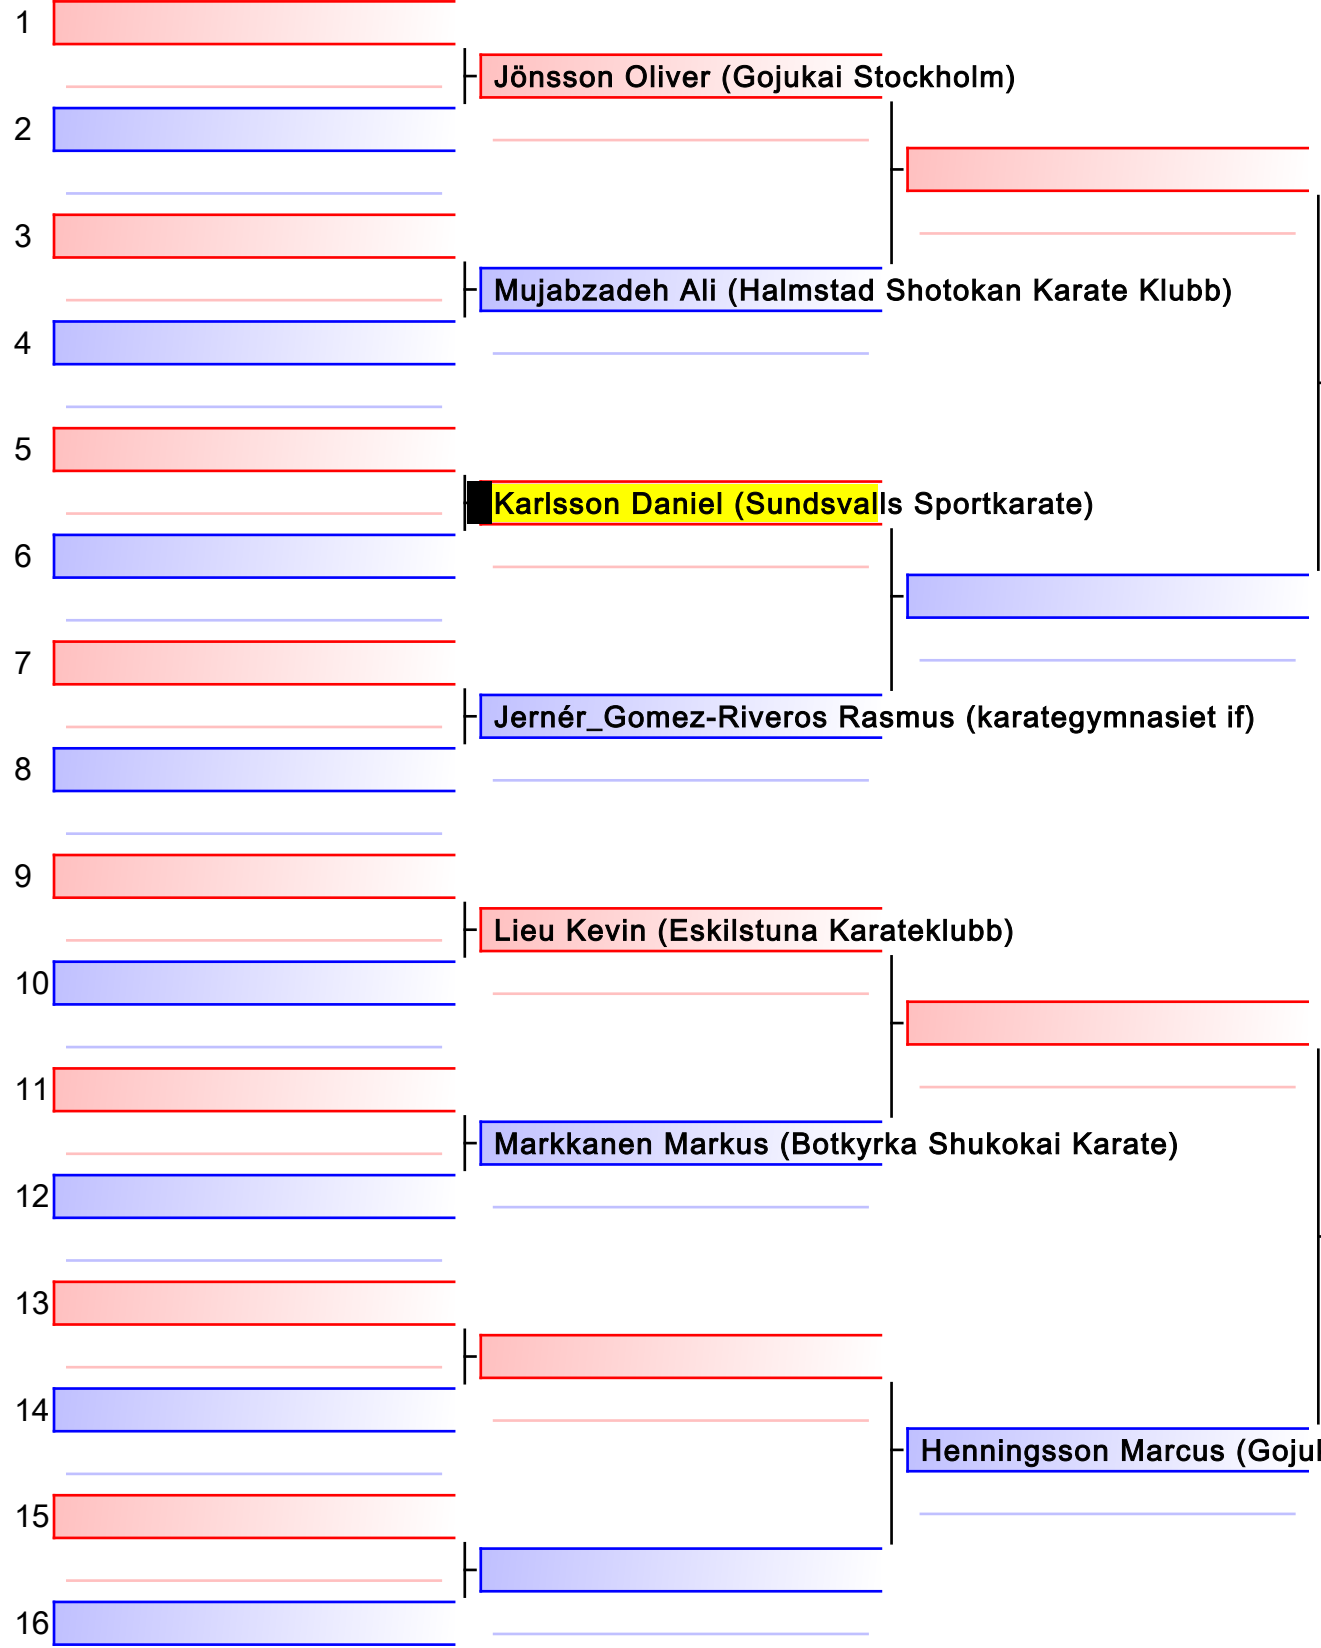 1
Jönsson Oliver (Gojukai Stockholm)
2
3
Mujabzadeh Ali (Halmstad Shotokan Karate Klubb)
4
5
Karlsson Daniel (Sundsvalls Sportkarate)
6
7
Jernér_Gomez-Riveros Rasmus (karategymnasiet if)
8
9
Lieu Kevin (Eskilstuna Karateklubb)
10
11
Markkanen Markus (Botkyrka Shukokai Karate)
12
13
14
Henningsson Marcus
15
16